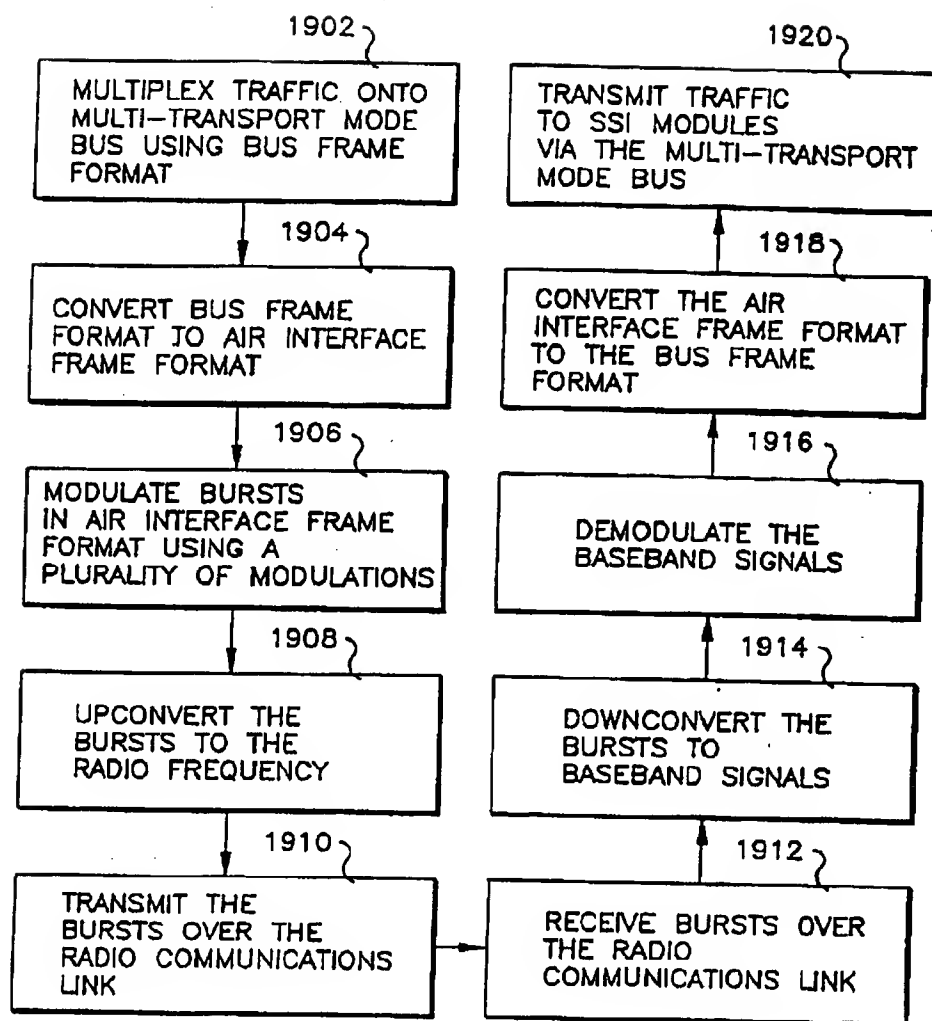 1902
MULTIPLEX TRAFFIC ONTO
MULTI-TRANSPORT MODE
BUS USING BUS FRAME
FORMAT
1904
CONVERT BUS FRAME
FORMAT TO AIR INTERFACE
FRAME FORMAT
1906
MODULATE BURSTS
IN AIR INTERFACE FRAME
FORMAT USING A
PLURALITY OF MODULATIONS
1908
UPCONVERT THE
BURSTS TO THE
RADIO FREQUENCY
1910
TRANSMIT THE
BURSTS OVER THE
RADIO COMMUNICATIONS
LINK
1912
RECEIVE BURSTS OVER
THE RADIO
COMMUNICATIONS LINK
1914
DOWNCONVERT THE
BURSTS TO
BASEBAND SIGNALS
1916
DEMODULATE THE
BASEBAND SIGNALS
1918
CONVERT THE AIR
INTERFACE FRAME FORMAT
TO THE BUS FRAME
FORMAT
1920
TRANSMIT TRAFFIC
TO SSI MODULES
VIA THE MULTI-TRANSPORT
MODE BUS.